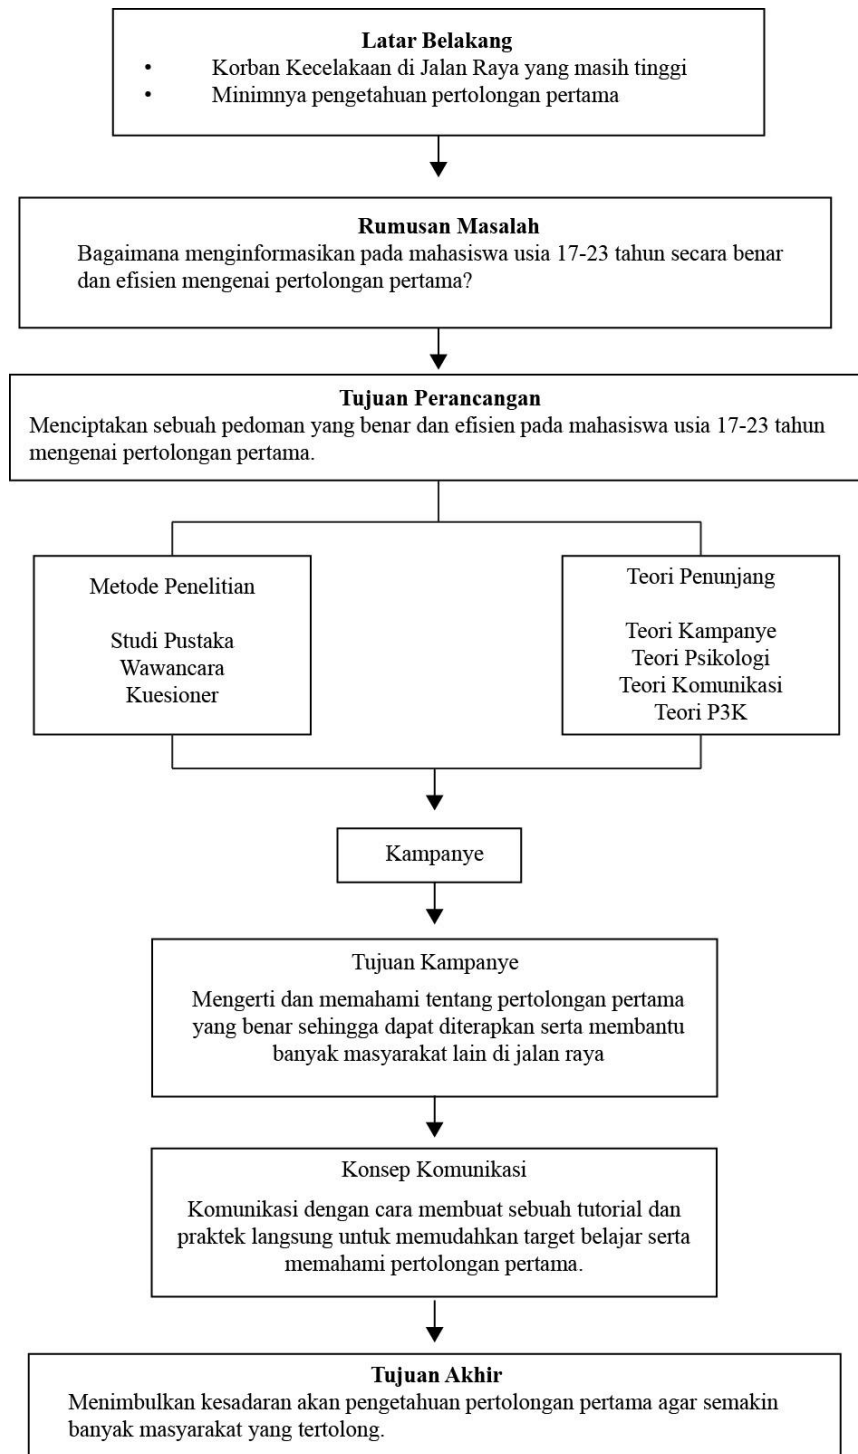 Latar Belakang
• Korban Kecelakaan di Jalan Raya yang masih tinggi
• Minimnya pengetahuan pertolongan pertama
Rumusan Masalah
Bagaimana menginformasikan pada mahasiswa usia 17-23 tahun secara benar
dan efisien mengenai pertolongan pertama?
Tujuan Perancangan
Menciptakan sebuah pedoman yang benar dan efisien pada mahasiswa usia 17-23 tahun
mengenai pertolongan pertama.
Metode Penelitian
Studi Pustaka
Wawancara
Kuesioner
Teori Penunjang
Teori Kampanye
Teori Psikologi
Teori Komunikasi
Teori P3K
Kampanye
Tujuan Kampanye
Mengerti dan memahami tentang pertolongan pertama
yang benar sehingga dapat diterapkan serta membantu
banyak masyarakat lain di jalan raya
Konsep Komunikasi
Komunikasi dengan cara membuat sebuah tutorial dan
praktek langsung untuk memudahkan target belajar serta
memahami pertolongan pertama.
Tujuan Akhir
Menimbulkan kesadaran akan pengetahuan pertolongan pertama agar semakin
banyak masyarakat yang tertolong.